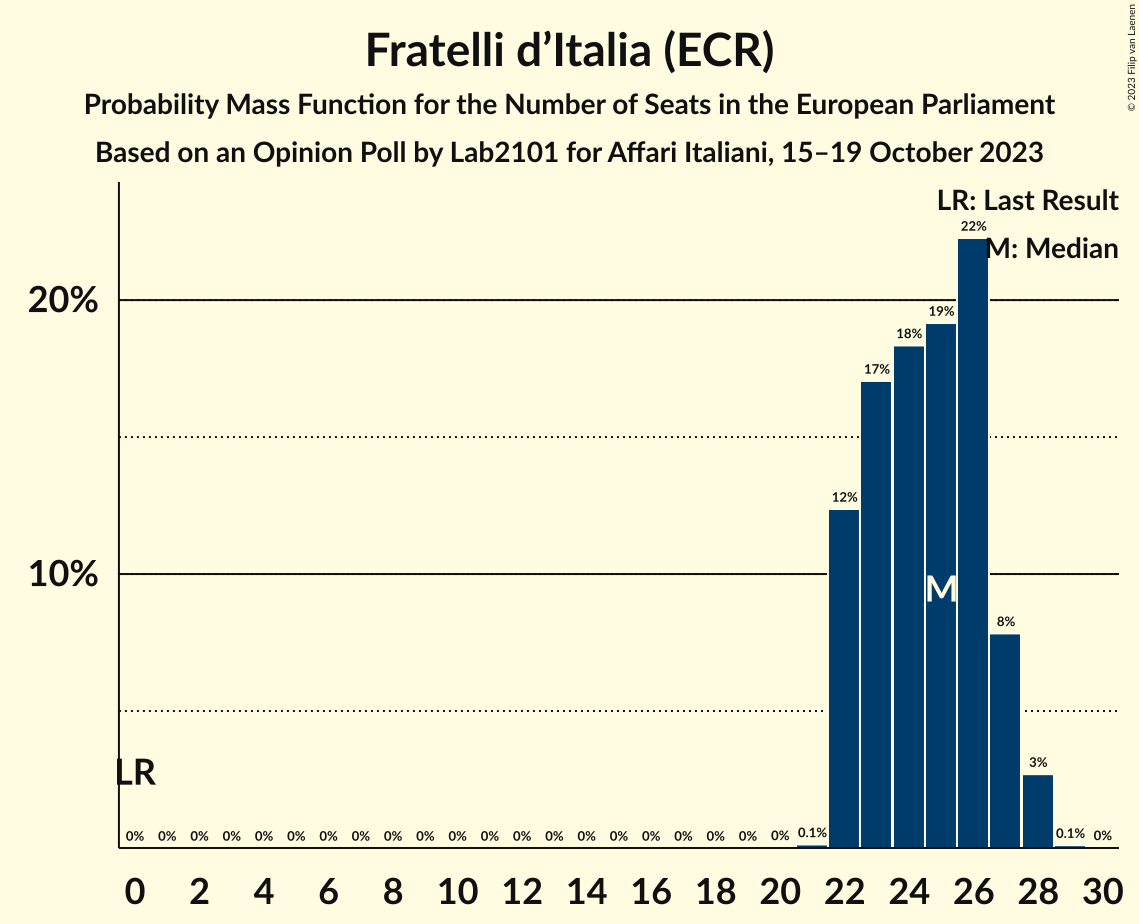 Fratelli d’Italia (ECR)
Probability Mass Function for the Number of Seats in the European Parliament
Based on an Opinion Poll by Lab2101 for Affari Italiani, 15–19 October 2023
© 2023 Filip van Laenen
LR: Last Result
M: Median
20%
10%
22%
19%
18%
17%
12%
M
8%
3%
LR
0% 0% 0% 0% 0% 0% 0% 0% 0% 0% 0% 0% 0% 0% 0% 0% 0% 0% 0% 0% 0% 0.1% 0.1% 0%
0 2 4 6 8 10 12 14 16 18 20 22 24 26 28 30